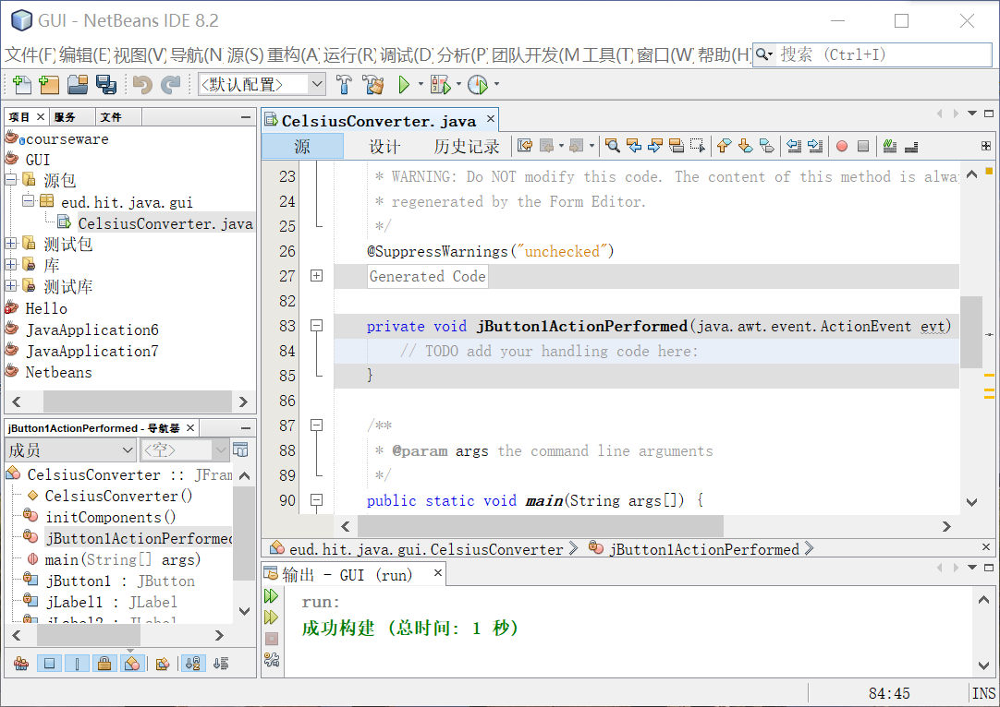 GUI - NetBeans IDE 8.2
文件(F) 编辑(E) 视图(V) 导航(N 源(S) 重构(A) 运行(R) 调试(D) 分析(P) 团队开发(M 工具(T) 窗口(W) 帮助(H)
搜索 (Ctrl+I)
<默认配置>
项目 服务 文件
courseware
GUI
源包
eud.hit.java.gui
CelsiusConverter.java
测试包
库
测试库
Hello
JavaApplication6
JavaApplication7
Netbeans
jButton1ActionPerformed - 导航器
成员 <空>
CelsiusConverter :: JFram
CelsiusConverter()
initComponents()
jButton1ActionPerformed
main(String[] args)
jButton1 : JButton
jLabel1 : JLabel
jLabel2 : JLabel
CelsiusConverter.java
源 设计 历史记录
23 * WARNING: Do NOT modify this code. The content of this method is alwa
24 * regenerated by the Form Editor.
25 */
26 @SuppressWarnings("unchecked")
27 Generated Code
82
83 private void jButton1ActionPerformed(java.awt.event.ActionEvent evt)
84 // TODO add your handling code here:
85 }
86
87 /**
88 * @param args the command line arguments
89 */
90 public static void main(String args[]) {
eud.hit.java.gui.CelsiusConverter jButton1ActionPerformed
输出 - GUI (run)
run:
成功构建 (总时间: 1 秒)
84:45 INS